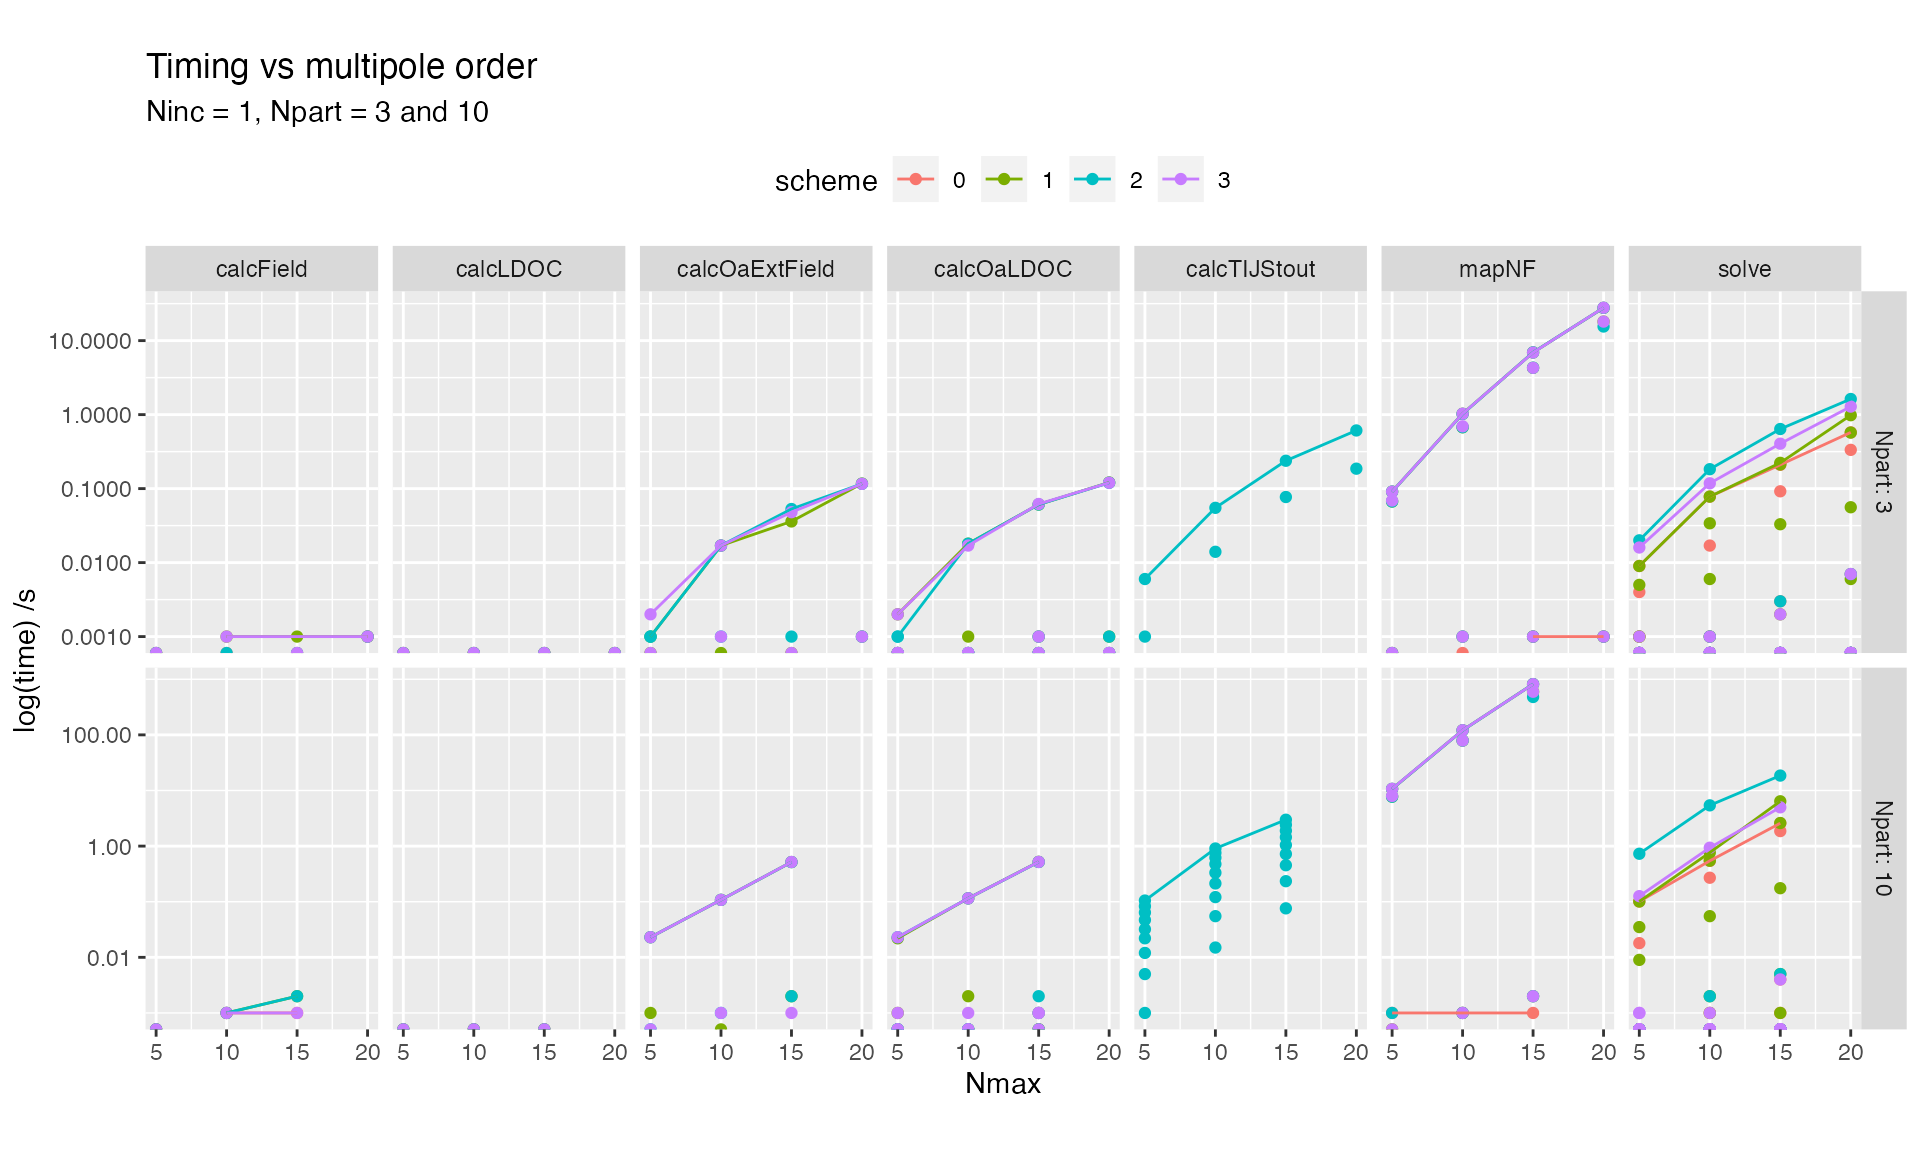 Timing vs multipole order
Ninc = 1, Npart = 3 and 10
scheme 0 1 2 3
calcField calcLDOC calcOaExtField calcOaLDOC calcTIJStout mapNF solve
10.0000
1.0000
0.1000
0.0100
0.0010
Npart: 3
log(time) /s
100.00
1.00
0.01
Npart: 10
5 10 15 20 5 10 15 20 5 10 15 20 5 10 15 20 5 10 15 20 5 10 15 20 5 10 15 20
Nmax